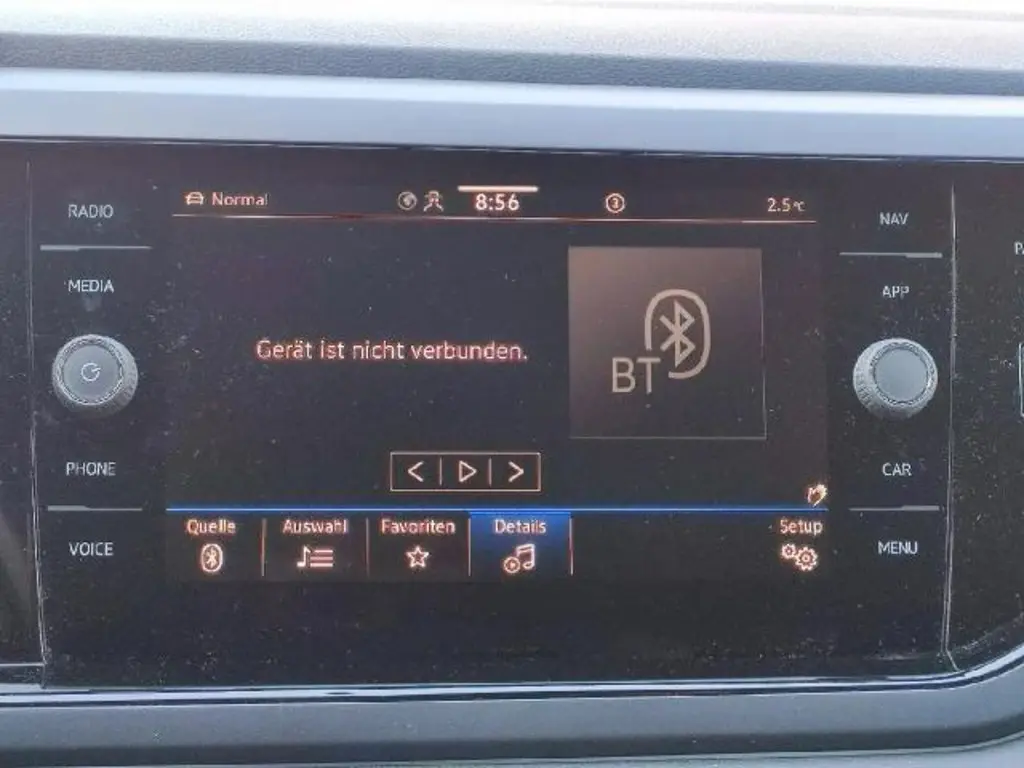 RADIO
MEDIA
PHONE
VOICE
Normal
8:56
3
2.5°C
Gerät ist nicht verbunden.
BT
Quelle
Auswahl
Favoriten
Details
Setup
NAV
APP
CAR
MENU